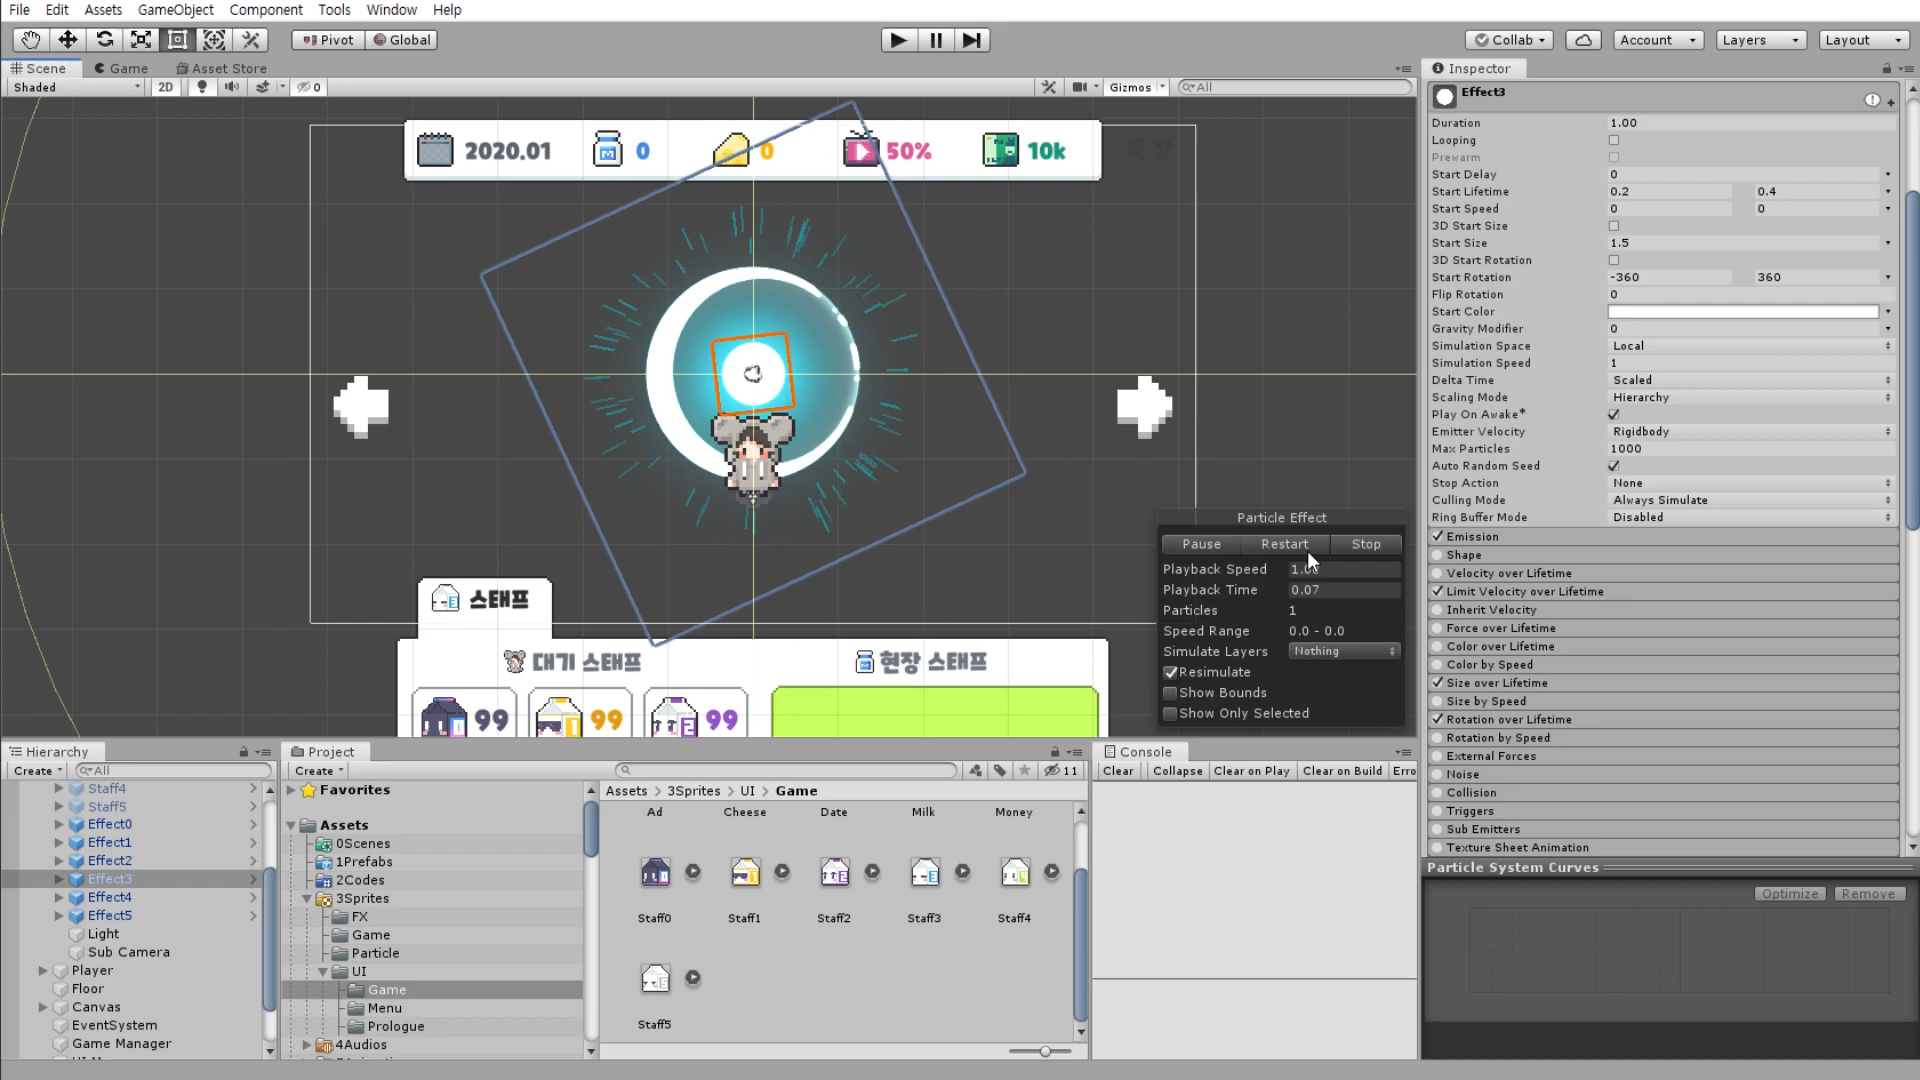 File Edit Assets GameObject Component Tools Window Help
Pivot Global
Collab Account Layers Layout
Scene Game Asset Store
Shaded 2D 0 Gizmos All
2020.01 0 0 50% 10k
스태프
대기 스태프 현장 스태프
99 99 99
Particle Effect
Pause Restart Stop
Playback Speed
Playback Time 0.07
Particles 1
Speed Range 0.0 - 0.0
Simulate Layers Nothing
Resimulate
Show Bounds
Show Only Selected
Inspector
Effect3
Duration 1.00
Looping
Prewarm
Start Delay 0
Start Lifetime 0.2 0.4
Start Speed 0 0
3D Start Size
Start Size 1.5
3D Start Rotation
Start Rotation -360 360
Flip Rotation 0
Start Color
Gravity Modifier 0
Simulation Space Local
Simulation Speed 1
Delta Time Scaled
Scaling Mode Hierarchy
Play On Awake*
Emitter Velocity Rigidbody
Max Particles 1000
Auto Random Seed
Stop Action None
Culling Mode Always Simulate
Ring Buffer Mode Disabled
Emission
Shape
Velocity over Lifetime
Limit Velocity over Lifetime
Inherit Velocity
Force over Lifetime
Color over Lifetime
Color by Speed
Size over Lifetime
Size by Speed
Rotation over Lifetime
Rotation by Speed
External Forces
Noise
Collision
Triggers
Sub Emitters
Texture Sheet Animation
Particle System Curves
Optimize Remove
Hierarchy
Create All
Staff4
Staff5
Effect0
Effect1
Effect2
Effect3
Effect4
Effect5
Light
Sub Camera
Player
Floor
Canvas
EventSystem
Game Manager
Project
Create 11
Favorites
Assets
0Scenes
1Prefabs
2Codes
3Sprites
FX
Game
Particle
UI
Game
Menu
Prologue
4Audios
Assets > 3Sprites > UI > Game
Ad Cheese Date Milk Money
Staff0 Staff1 Staff2 Staff3 Staff4
Staff5
Console
Clear Collapse Clear on Play Clear on Build Erro